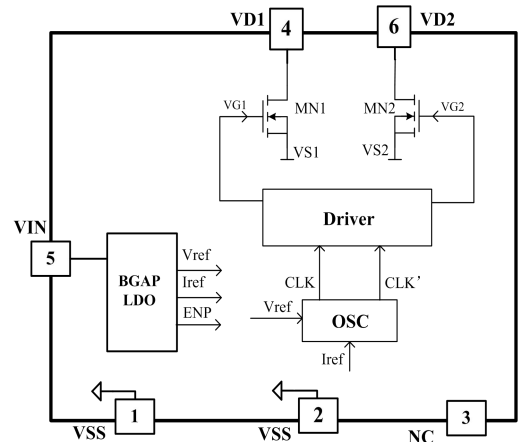 VD1
4
6
VD2
VG1
MN1
MN2
VG2
VS1
VS2
Driver
VIN
5
BGAP
LDO
Vref
Iref
ENP
CLK
CLK'
Vref
OSC
Iref
1
VSS
2
VSS
3
NC